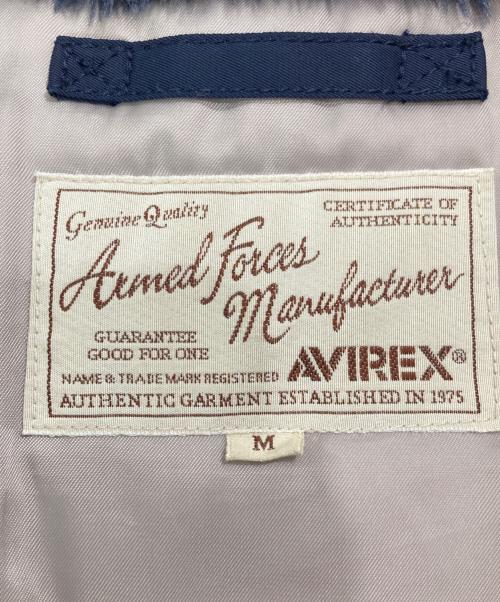 Genuine Quality
CERTIFICATE OF
AUTHENTICITY
Armed Forces
Manufacturer
GUARANTEE
GOOD FOR ONE
NAME & TRADE MARK REGISTERED
AVIREX®
AUTHENTIC GARMENT ESTABLISHED IN 1975
M